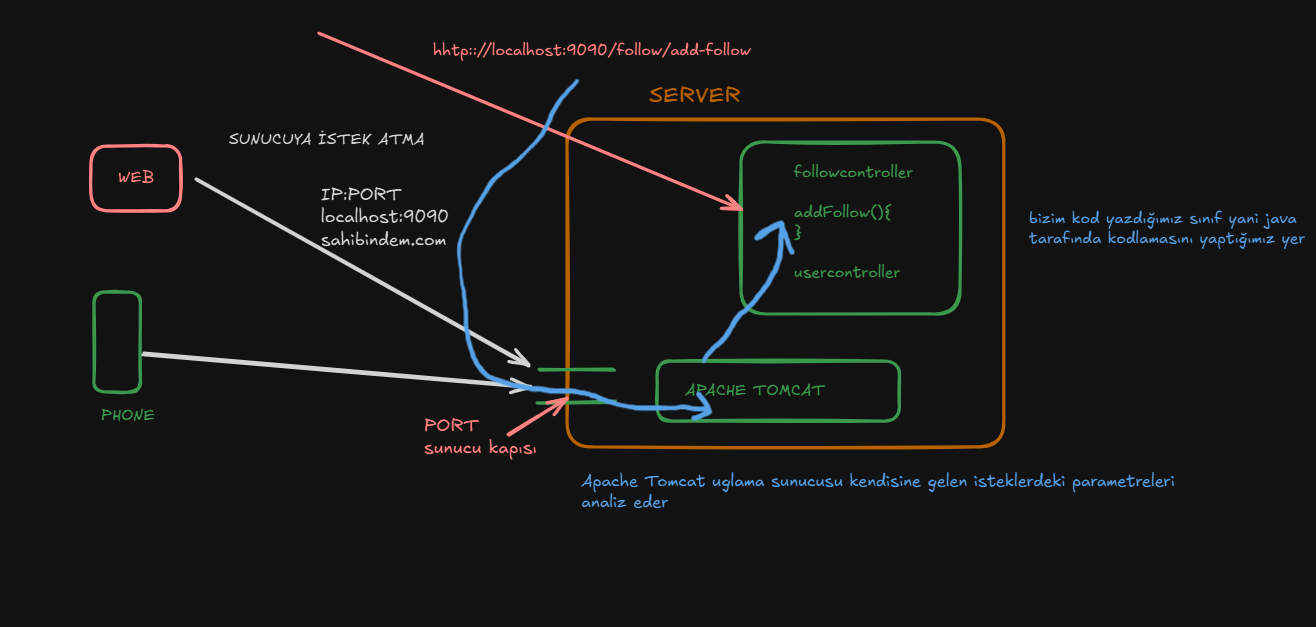 hhtp:://localhost:9090/follow/add-follow
SERVER
SUNUCUYA İSTEK ATMA
WEB
IP:PORT
localhost:9090
sahibindem.com
followcontroller
addFollow(){
}
usercontroller
bizim kod yazdığımız sınıf yani java
tarafında kodlamasını yaptığımız yer
APACHE TOMCAT
PHONE
PORT
sunucu kapısı
Apache Tomcat uglama sunucusu kendisine gelen isteklerdeki parametreleri
analiz eder